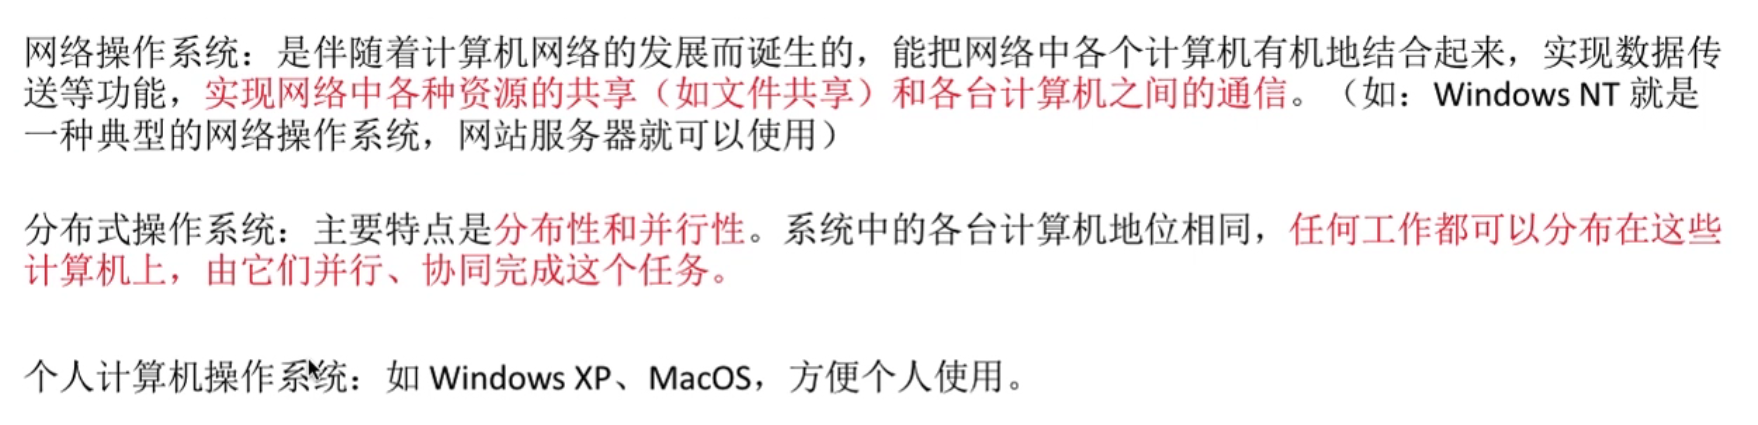 网络操作系统：是伴随着计算机网络的发展而诞生的，能把网络中各个计算机有机地结合起来，实现数据传
送等功能，实现网络中各种资源的共享（如文件共享）和各台计算机之间的通信。（如：Windows NT 就是
一种典型的网络操作系统，网站服务器就可以使用）
分布式操作系统：主要特点是分布性和并行性。系统中的各台计算机地位相同，任何工作都可以分布在这些
计算机上，由它们并行、协同完成这个任务。
个人计算机操作系统：如 Windows XP、MacOS，方便个人使用。